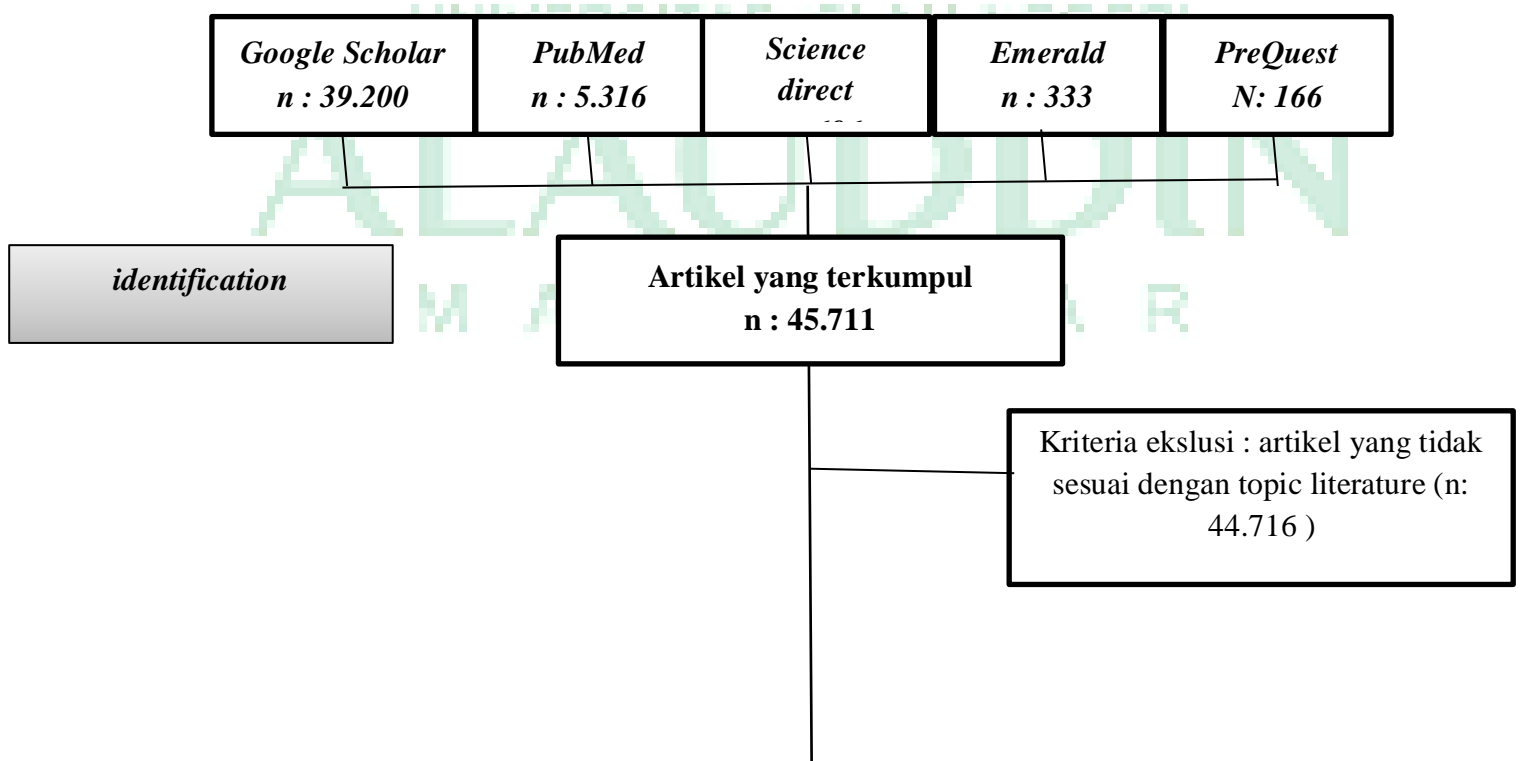 Google Scholar
n : 39.200
PubMed
n : 5.316
Science
direct
Emerald
n : 333
PreQuest
N: 166
ALAUDDIN
identification
Artikel yang terkumpul
n : 45.711
Kriteria ekslusi : artikel yang tidak
sesuai dengan topic literature (n:
44.716 )